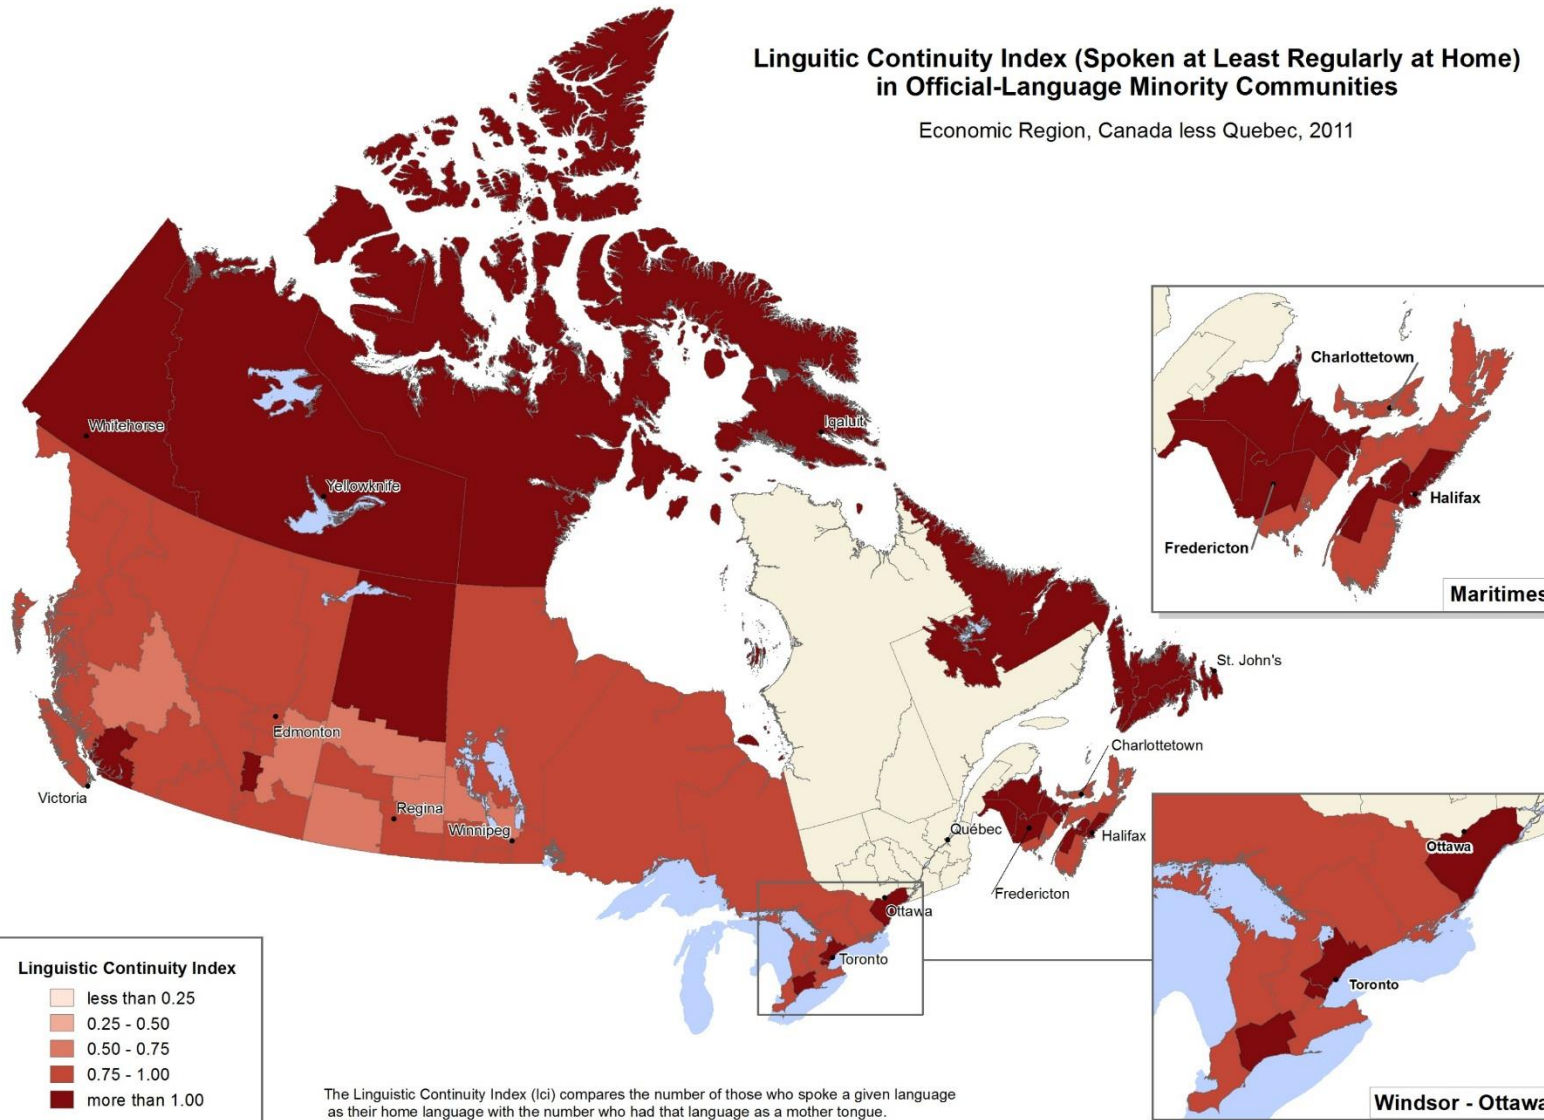 Linguitic Continuity Index (Spoken at Least Regularly at Home)
in Official-Language Minority Communities
Economic Region, Canada less Quebec, 2011
Whitehorse
Yellowknife
Iqaluit
Edmonton
Victoria
Regina
Winnipeg
St. John's
Charlottetown
Québec
Halifax
Fredericton
Ottawa
Toronto
Charlottetown
Halifax
Fredericton
Maritimes
Ottawa
Toronto
Windsor - Ottawa
Linguistic Continuity Index
less than 0.25
0.25 - 0.50
0.50 - 0.75
0.75 - 1.00
more than 1.00
The Linguistic Continuity Index (lci) compares the number of those who spoke a given language
as their home language with the number who had that language as a mother tongue.